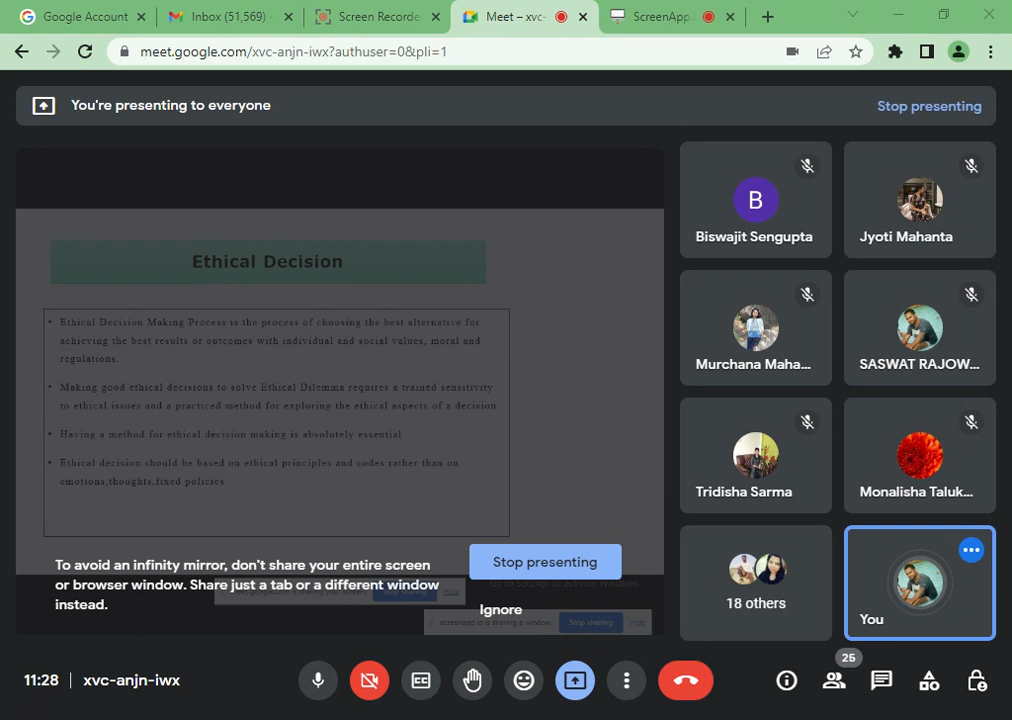 Google Account
Inbox (51,569)
Screen Recorde
Meet – xvc-
ScreenApp.
meet.google.com/xvc-anjn-iwx?authuser=0&pli=1
You're presenting to everyone
Stop presenting
Ethical Decision
• Ethical Decision Making Process is the process of choosing the best alternative for
achieving the best results or outcomes with individual and social values, moral and
regulations.
• Making good ethical decisions to solve Ethical Dilemma requires a trained sensitivity
to ethical issues and a practiced method for exploring the ethical aspects of a decision
• Having a method for ethical decision making is absolutely essential
• Ethical decision should be based on ethical principles and codes rather than on
emotions,thoughts,fixed policies
To avoid an infinity mirror, don't share your entire screen
or browser window. Share just a tab or a different window
instead.
Stop presenting
Ignore
screenapp.io is sharing a window.
Stop sharing
Hide
B
Biswajit Sengupta
Jyoti Mahanta
Murchana Maha...
SASWAT RAJOW...
Tridisha Sarma
Monalisha Taluk...
18 others
You
11:28 | xvc-anjn-iwx
25